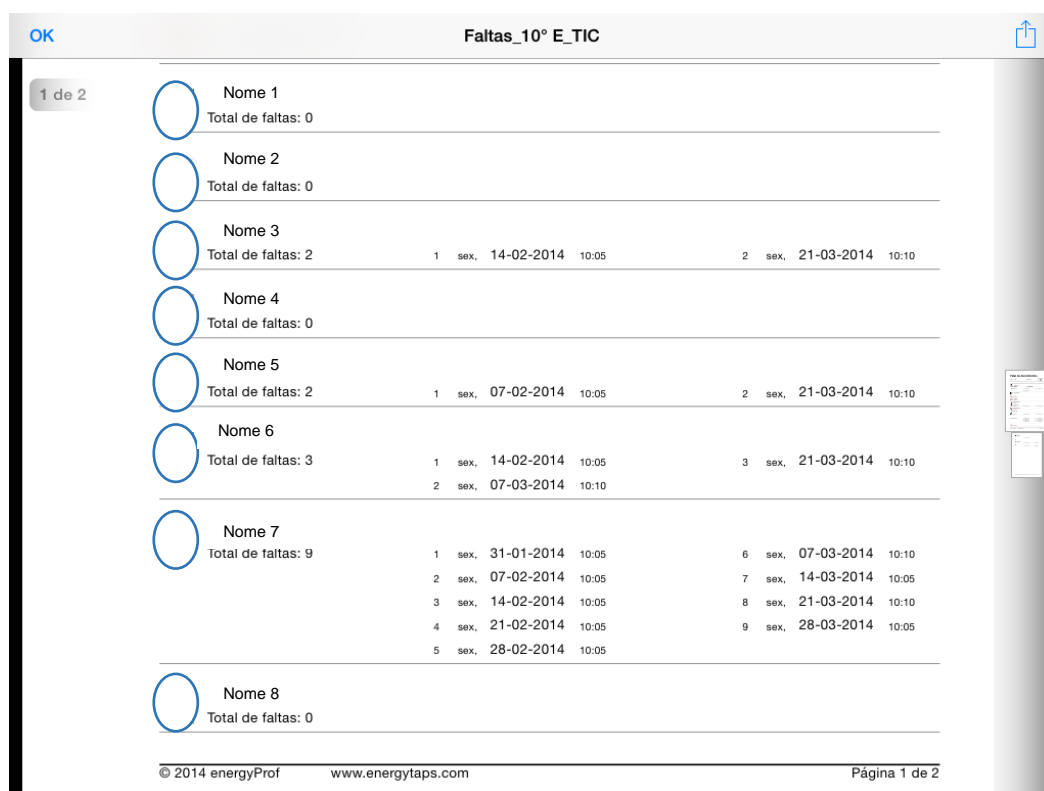 OK
Faltas_10° E_TIC
1 de 2
Nome 1
Total de faltas: 0
Nome 2
Total de faltas: 0
Nome 3
Total de faltas: 2 1 sex, 14-02-2014 10:05 2 sex, 21-03-2014 10:10
Nome 4
Total de faltas: 0
Nome 5
Total de faltas: 2 1 sex, 07-02-2014 10:05 2 sex, 21-03-2014 10:10
Nome 6
Total de faltas: 3 1 sex, 14-02-2014 10:05 3 sex, 21-03-2014 10:10
2 sex, 07-03-2014 10:10
Nome 7
Total de faltas: 9 1 sex, 31-01-2014 10:05 6 sex, 07-03-2014 10:10
2 sex, 07-02-2014 10:05 7 sex, 14-03-2014 10:05
3 sex, 14-02-2014 10:05 8 sex, 21-03-2014 10:10
4 sex, 21-02-2014 10:05 9 sex, 28-03-2014 10:05
5 sex, 28-02-2014 10:05
Nome 8
Total de faltas: 0
© 2014 energyProf www.energytaps.com Página 1 de 2